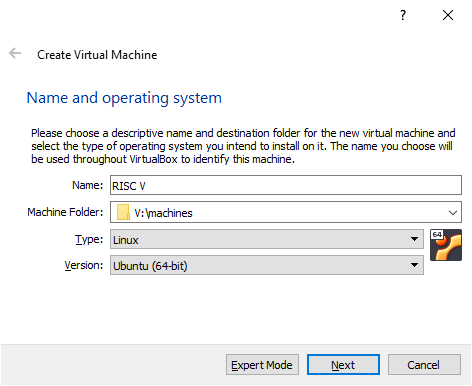 ?
Create Virtual Machine
Name and operating system
Please choose a descriptive name and destination folder for the new virtual machine and
select the type of operating system you intend to install on it. The name you choose will
be used throughout VirtualBox to identify this machine.
Name: RISC V
Machine Folder: V:\machines
Type: Linux
64
Version: Ubuntu (64-bit)
Expert Mode Next Cancel